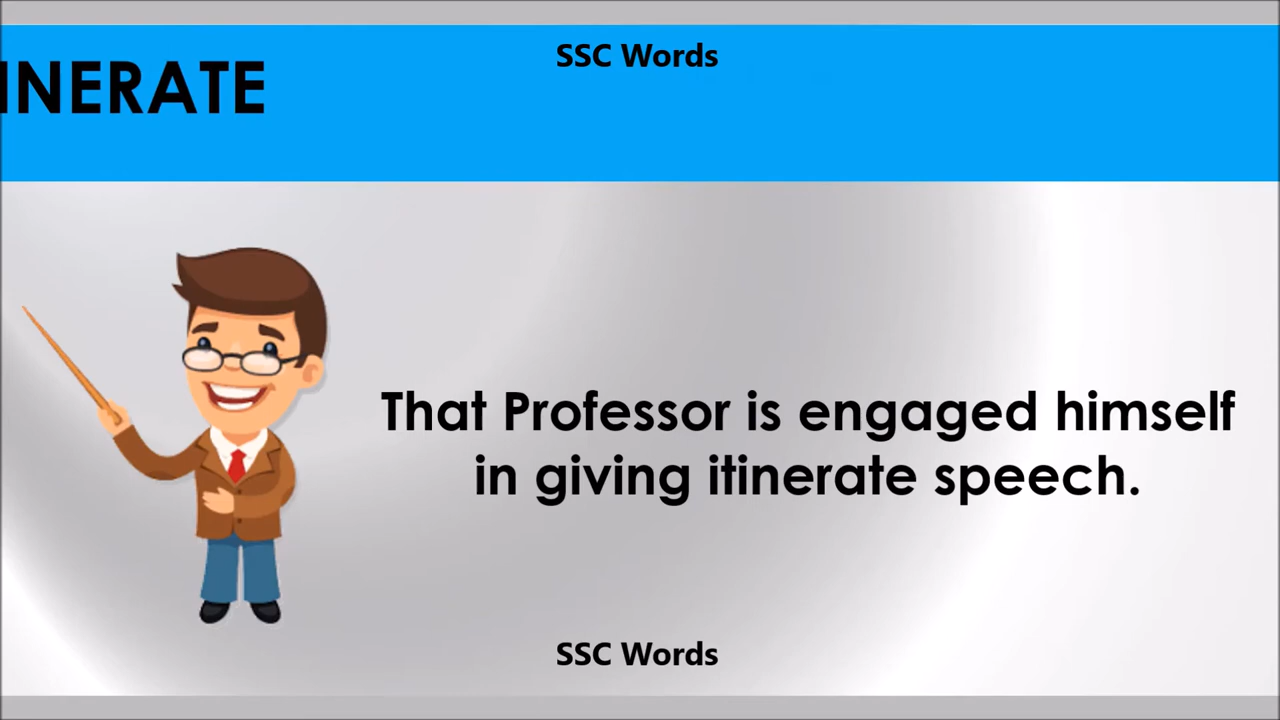 SSC Words
INERATE
That Professor is engaged himself
in giving itinerate speech.
SSC Words